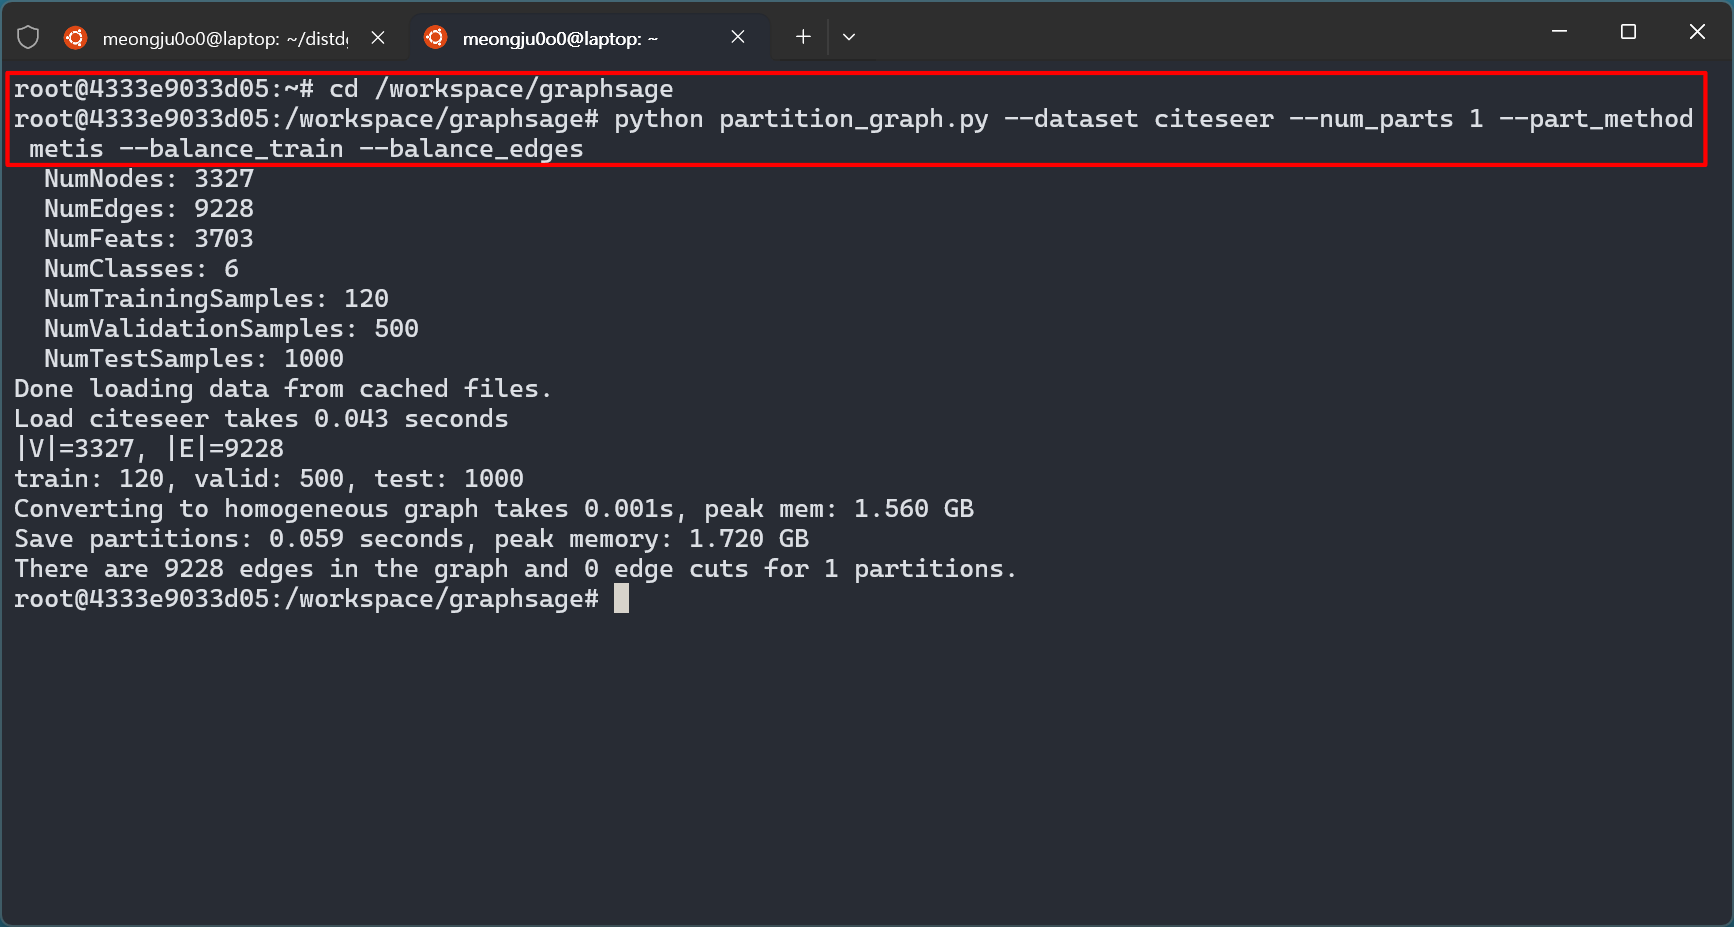 meongju0o0@laptop: ~/distdg
meongju0o0@laptop: ~
root@4333e9033d05:~# cd /workspace/graphsage
root@4333e9033d05:/workspace/graphsage# python partition_graph.py --dataset citeseer --num_parts 1 --part_method
metis --balance_train --balance_edges
NumNodes: 3327
NumEdges: 9228
NumFeats: 3703
NumClasses: 6
NumTrainingSamples: 120
NumValidationSamples: 500
NumTestSamples: 1000
Done loading data from cached files.
Load citeseer takes 0.043 seconds
|V|=3327, |E|=9228
train: 120, valid: 500, test: 1000
Converting to homogeneous graph takes 0.001s, peak mem: 1.560 GB
Save partitions: 0.059 seconds, peak memory: 1.720 GB
There are 9228 edges in the graph and 0 edge cuts for 1 partitions.
root@4333e9033d05:/workspace/graphsage#